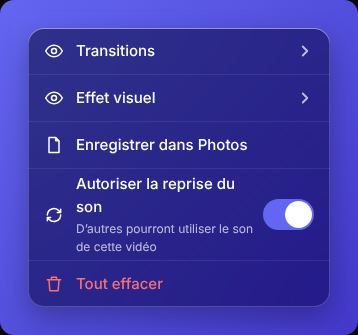 Transitions
Effet visuel
Enregistrer dans Photos
Autoriser la reprise du
son
D'autres pourront utiliser le son
de cette vidéo
Tout effacer